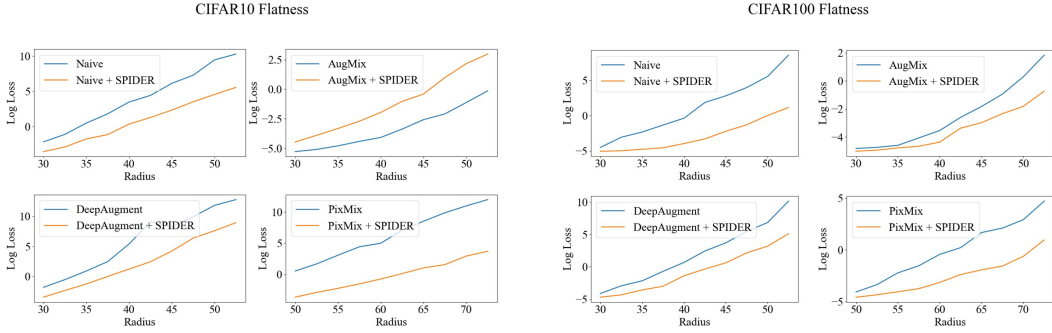 CIFAR10 Flatness
CIFAR100 Flatness
Log Loss
10
5
0
Naive
Naive + SPIDER
30 35 40 45 50
Radius
Log Loss
2.5
0.0
−2.5
−5.0
AugMix
AugMix + SPIDER
50 55 60 65 70
Radius
Log Loss
5
0
−5
Naive
Naive + SPIDER
30 35 40 45 50
Radius
Log Loss
2
0
−2
−4
AugMix
AugMix + SPIDER
30 35 40 45 50
Radius
Log Loss
10
5
0
DeepAugment
DeepAugment + SPIDER
30 35 40 45 50
Radius
Log Loss
10
5
0
PixMix
PixMix + SPIDER
50 55 60 65 70
Radius
Log Loss
10
5
0
−5
DeepAugment
DeepAugment + SPIDER
30 35 40 45 50
Radius
Log Loss
5
0
−5
PixMix
PixMix + SPIDER
50 55 60 65 70
Radius